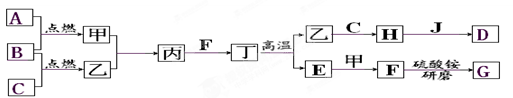 A 点燃 甲 乙 C H J D
B 丙 F 丁 高温
C 点燃 乙 E 甲 F 硫酸铵 研磨 G